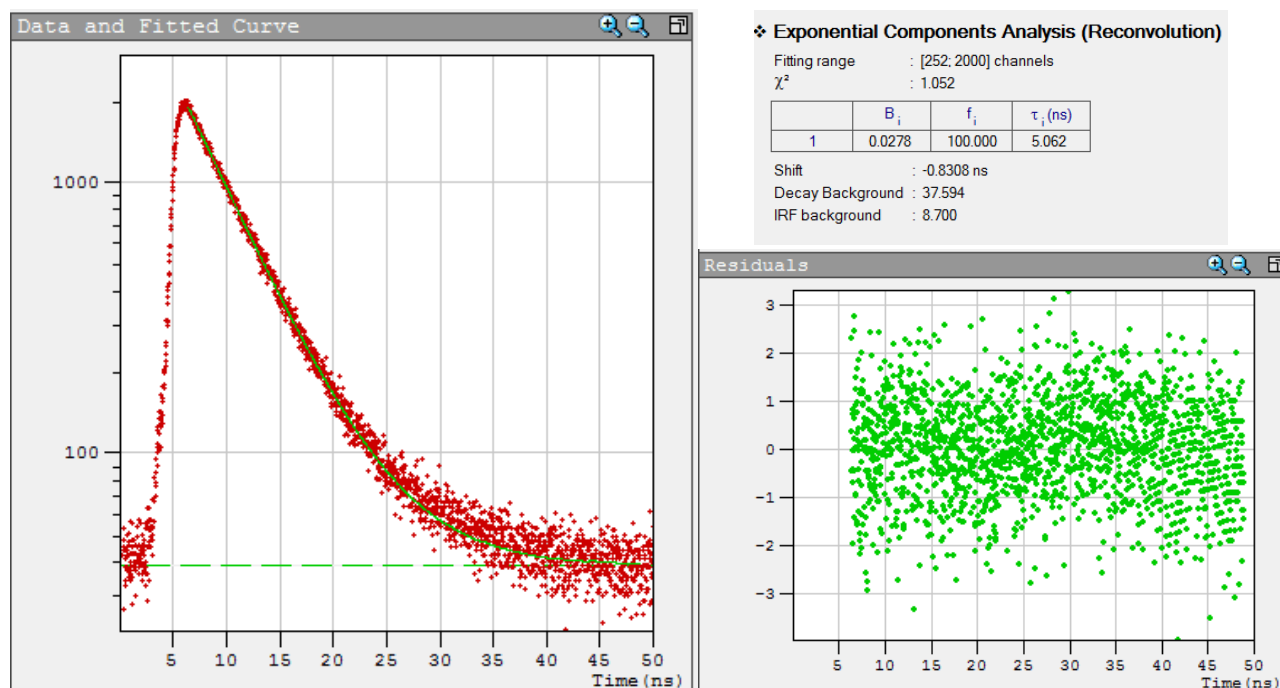 Data and Fitted Curve
1000
100
5 10 15 20 25 30 35 40 45 50
Time(ns)
❖ Exponential Components Analysis (Reconvolution)
Fitting range : [252; 2000] channels
χ² : 1.052
B i f i τ i (ns)
1 0.0278 100.000 5.062
Shift : -0.8308 ns
Decay Background : 37.594
IRF background : 8.700
Residuals
3
2
1
0
-1
-2
-3
5 10 15 20 25 30 35 40 45 50
Time(ns)